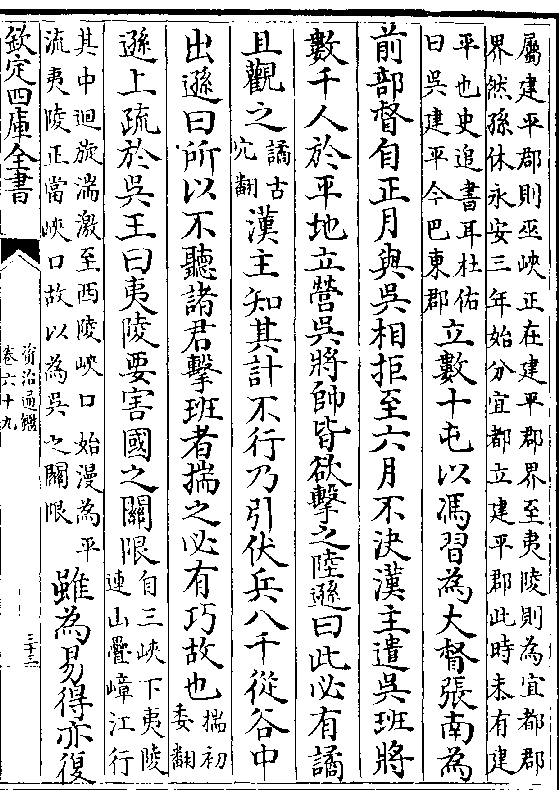 屬建平郡則巫峽正在建平郡界至夷陵則為宜都郡
界然孫休永安三年始分宜都立建平郡此時未有建
平也史追書耳杜佑
曰吳建平今巴東郡
立數十屯以馮習為大督張南為
前部督自正月與吳相拒至六月不決漢主遣吳班將
數千人於平地立營吳將帥皆欲擊之陸遜曰此必有譎
且觀之
譎古
穴翻
漢主知其計不行乃引伏兵八千從谷中
出遜曰所以不聽諸君擊班者揣之必有巧故也
揣初
委翻
遜上疏於吳王曰夷陵要害國之關限
自三峽下夷陵
連山疊嶂江行
其中迴旋湍激至西陵峽口始漫為平
流夷陵正當峽口故以為吳之關限
雖為易得亦復
欽定四庫全書
資治通鑑
卷六十九
三十三